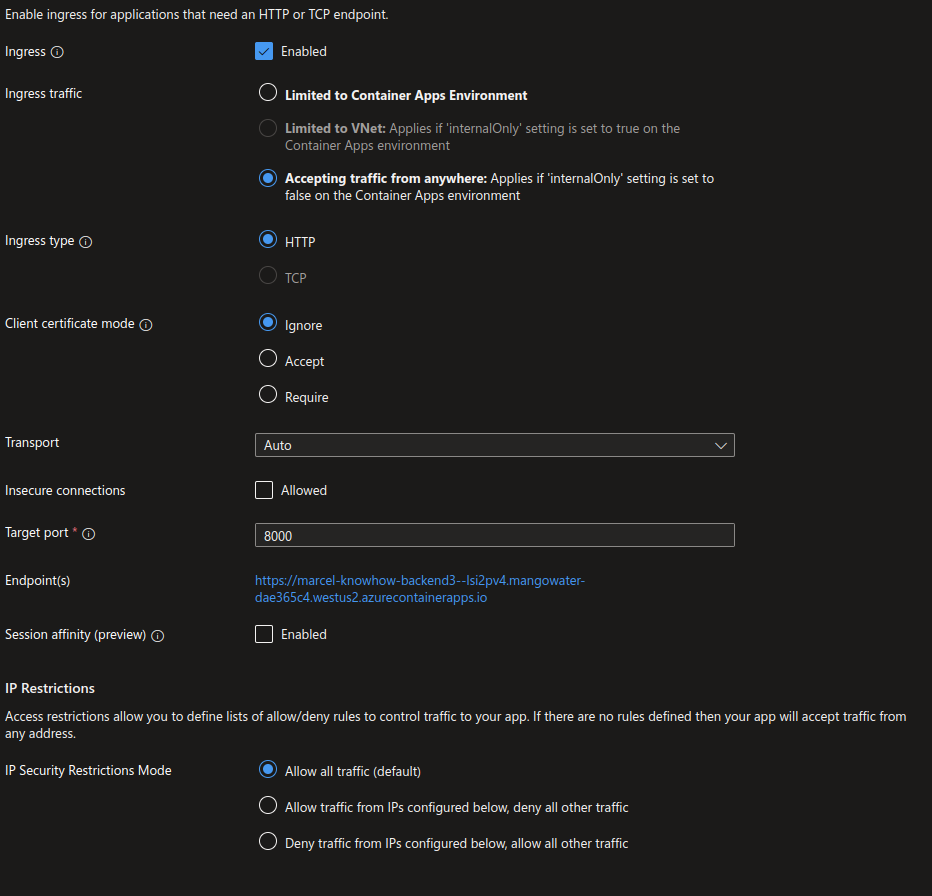 Enable ingress for applications that need an HTTP or TCP endpoint.
Ingress
Enabled
Ingress traffic
Limited to Container Apps Environment
Limited to VNet: Applies if 'internalOnly' setting is set to true on the
Container Apps environment
Accepting traffic from anywhere: Applies if 'internalOnly' setting is set to
false on the Container Apps environment
Ingress type
HTTP
TCP
Client certificate mode
Ignore
Accept
Require
Transport
Auto
Insecure connections
Allowed
Target port *
8000
Endpoint(s)
https://marcel-knowhow-backend3--lsi2pv4.mangowater-
dae365c4.westus2.azurecontainerapps.io
Session affinity (preview)
Enabled
IP Restrictions
Access restrictions allow you to define lists of allow/deny rules to control traffic to your app. If there are no rules defined then your app will accept traffic from
any address.
IP Security Restrictions Mode
Allow all traffic (default)
Allow traffic from IPs configured below, deny all other traffic
Deny traffic from IPs configured below, allow all other traffic